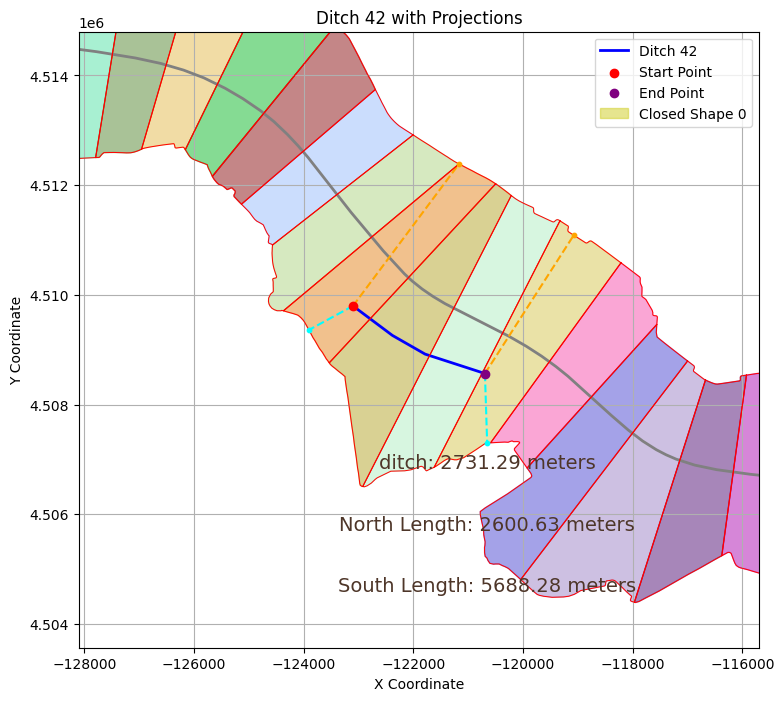 Ditch 42 with Projections
1e6
Ditch 42
Start Point
End Point
Closed Shape 0
4.514
4.512
4.510
4.508
4.506
4.504
Y Coordinate
ditch: 2731.29 meters
North Length: 2600.63 meters
South Length: 5688.28 meters
−128000 −126000 −124000 −122000 −120000 −118000 −116000
X Coordinate